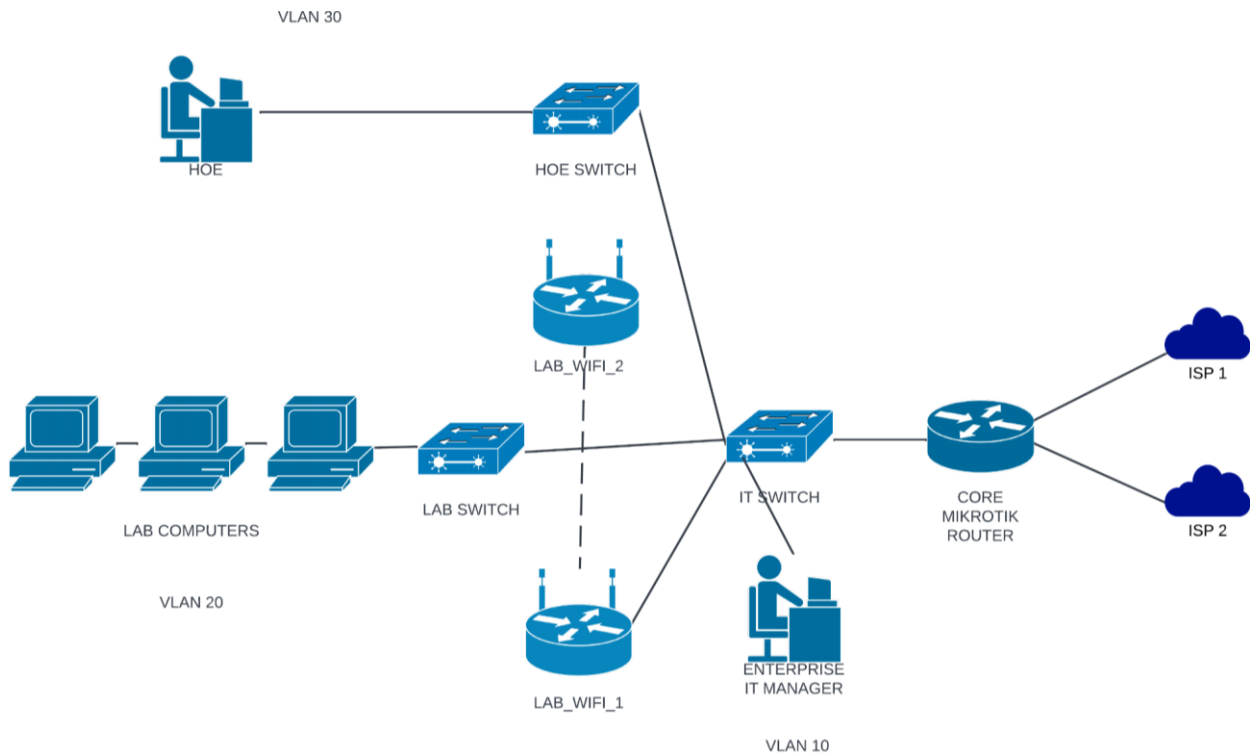 VLAN 30
HOE
HOE SWITCH
LAB_WIFI_2
ISP 1
LAB COMPUTERS
LAB SWITCH
IT SWITCH
CORE
MIKROTIK
ROUTER
ISP 2
VLAN 20
LAB_WIFI_1
ENTERPRISE
IT MANAGER
VLAN 10